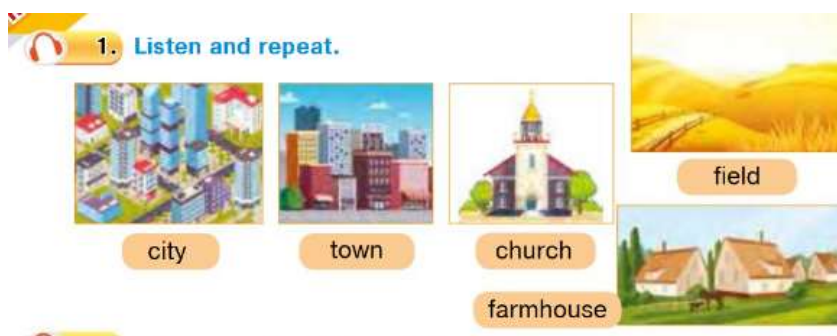 1. Listen and repeat.
field
city
town
church
farmhouse